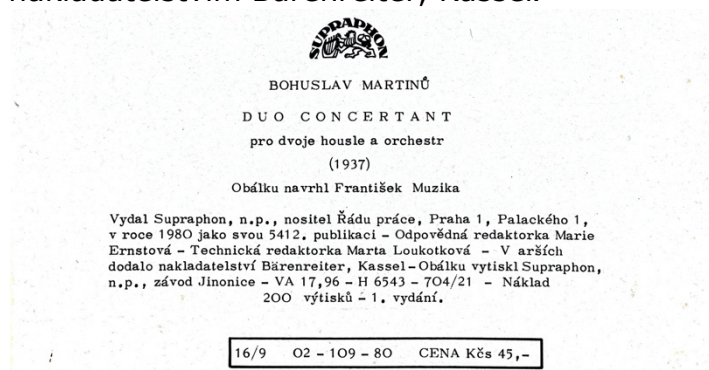 nakladatelstvím Bärenreiter, Kassel.
SUPRAPHON
BOHUSLAV MARTINŮ
DUO CONCERTANT
pro dvoje housle a orchestr
(1937)
Obálku navrhl František Muzika
Vydal Supraphon, n.p., nositel Řádu práce, Praha 1, Palackého 1,
v roce 1980 jako svou 5412. publikaci – Odpovědná redaktorka Marie
Ernstová – Technická redaktorka Marta Loukotková – V arších
dodalo nakladatelství Bärenreiter, Kassel – Obálku vytiskl Supraphon,
n.p., závod Jinonice – VA 17,96 – H 6543 – 704/21 – Náklad
200 výtisků – 1. vydání.
16/9 02 – 109 – 80 CENA Kčs 45,–